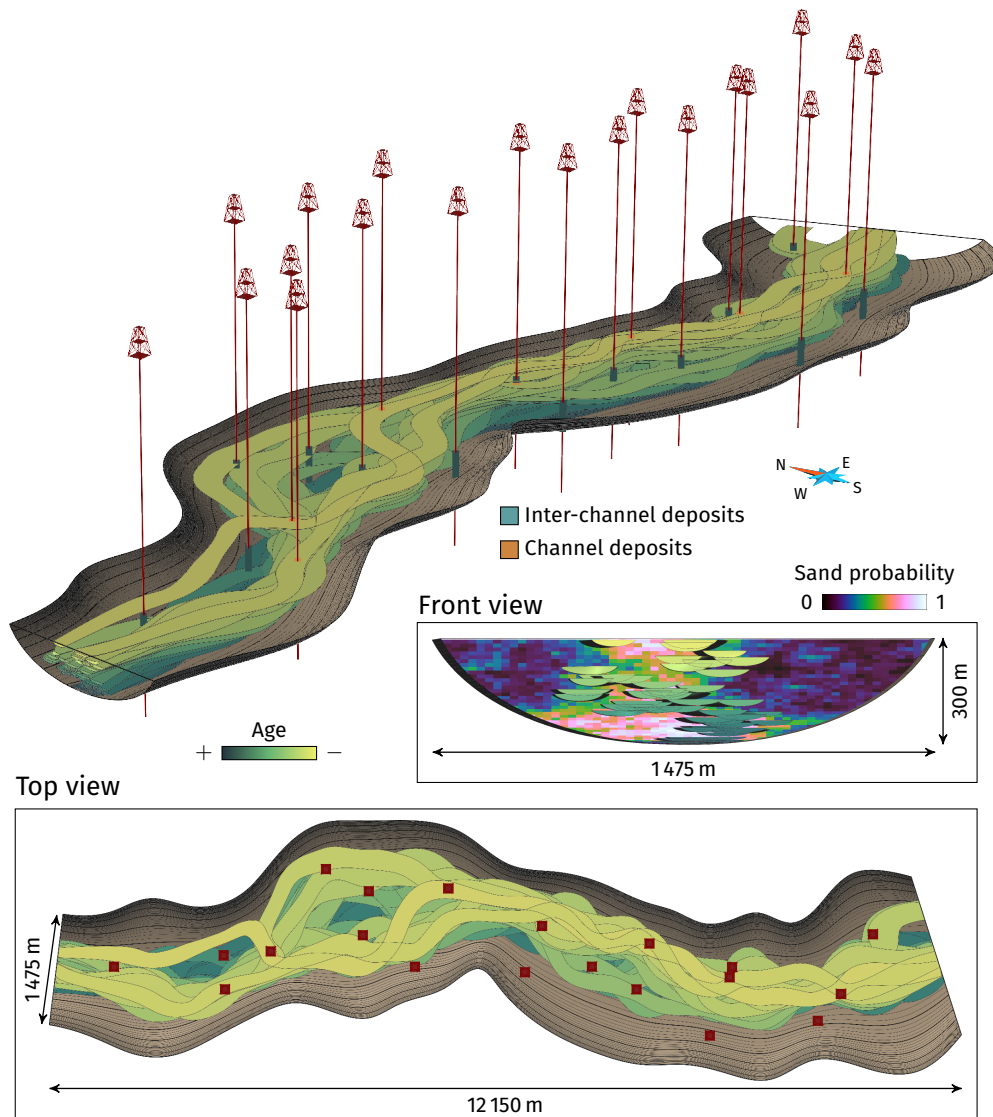 N
E
W
S
Inter-channel deposits
Channel deposits
Sand probability
0
1
Front view
300 m
1 475 m
Age
+
−
Top view
1 475 m
12 150 m